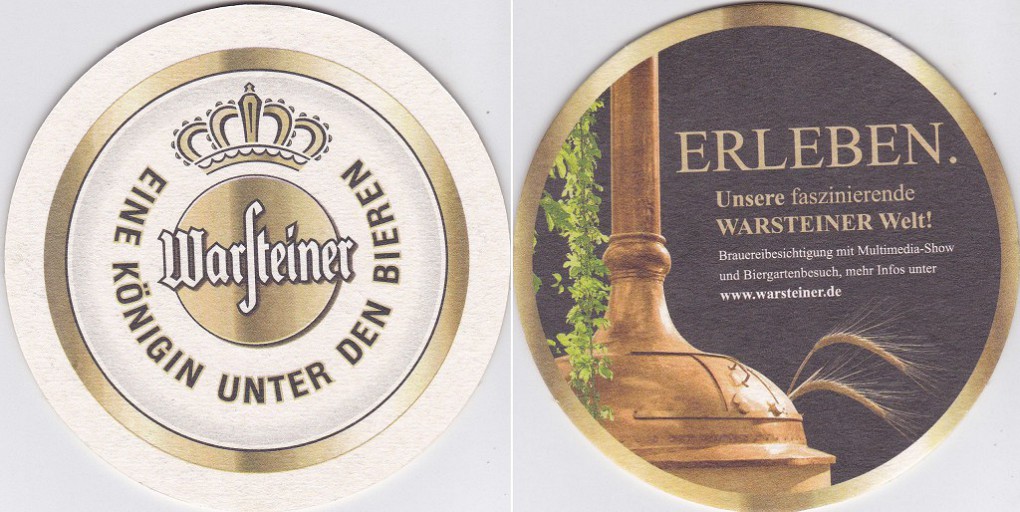 EINE KÖNIGIN UNTER DEN BIEREN
Warsteiner
ERLEBEN.
Unsere faszinierende
WARSTEINER Welt!
Brauereibesichtigung mit Multimedia-Show
und Biergartenbesuch, mehr Infos unter
www.warsteiner.de